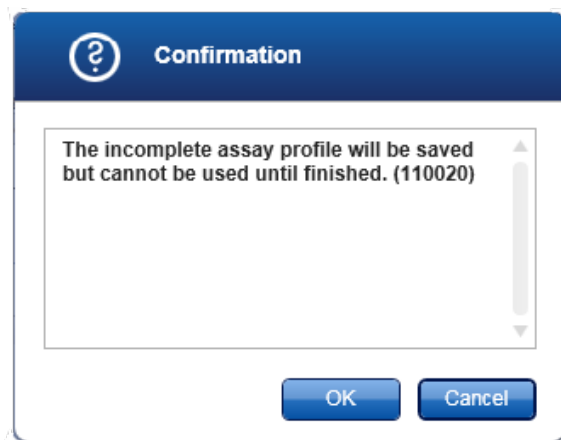 Confirmation
The incomplete assay profile will be saved
but cannot be used until finished. (110020)
OK
Cancel